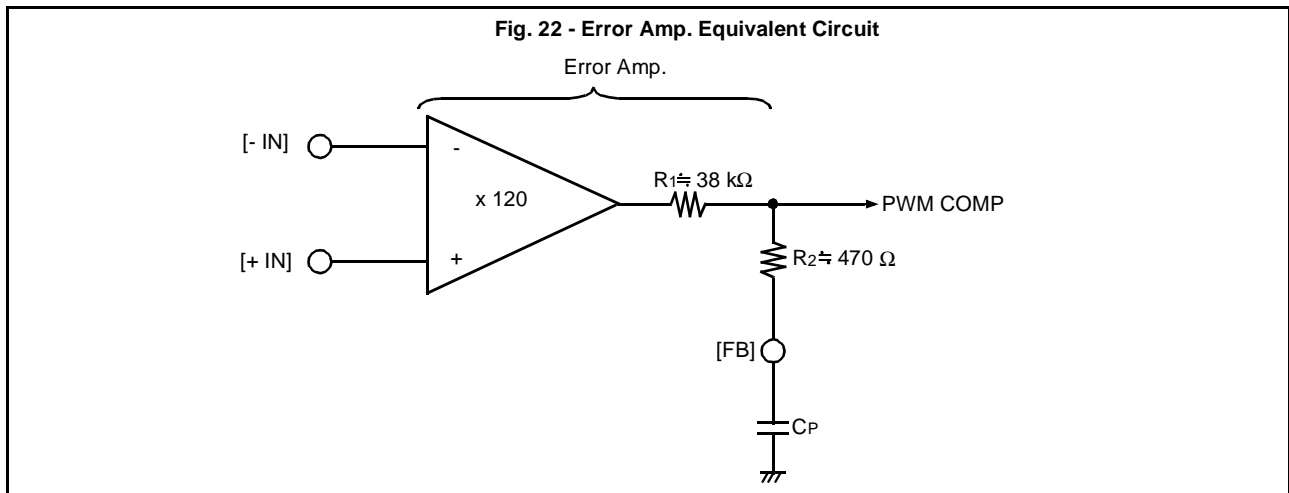 Fig. 22 - Error Amp. Equivalent Circuit
Error Amp.
[- IN]
-
x 120
R1≒ 38 kΩ
PWM COMP
[+ IN]
+
R2≒ 470 Ω
[FB]
CP